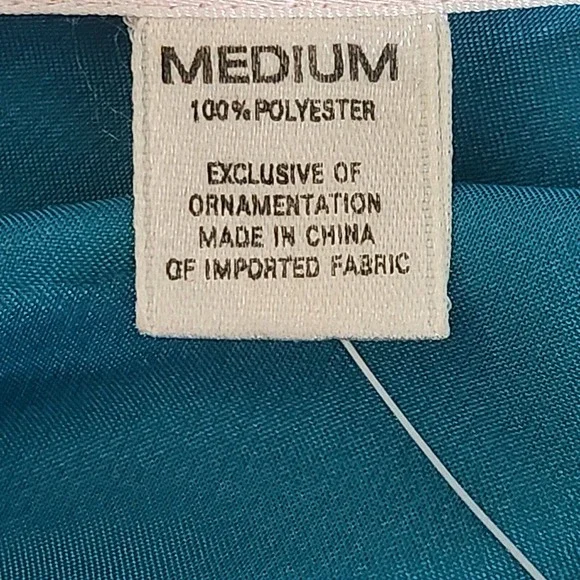 MEDIUM
100% POLYESTER
EXCLUSIVE OF
ORNAMENTATION
MADE IN CHINA
OF IMPORTED FABRIC